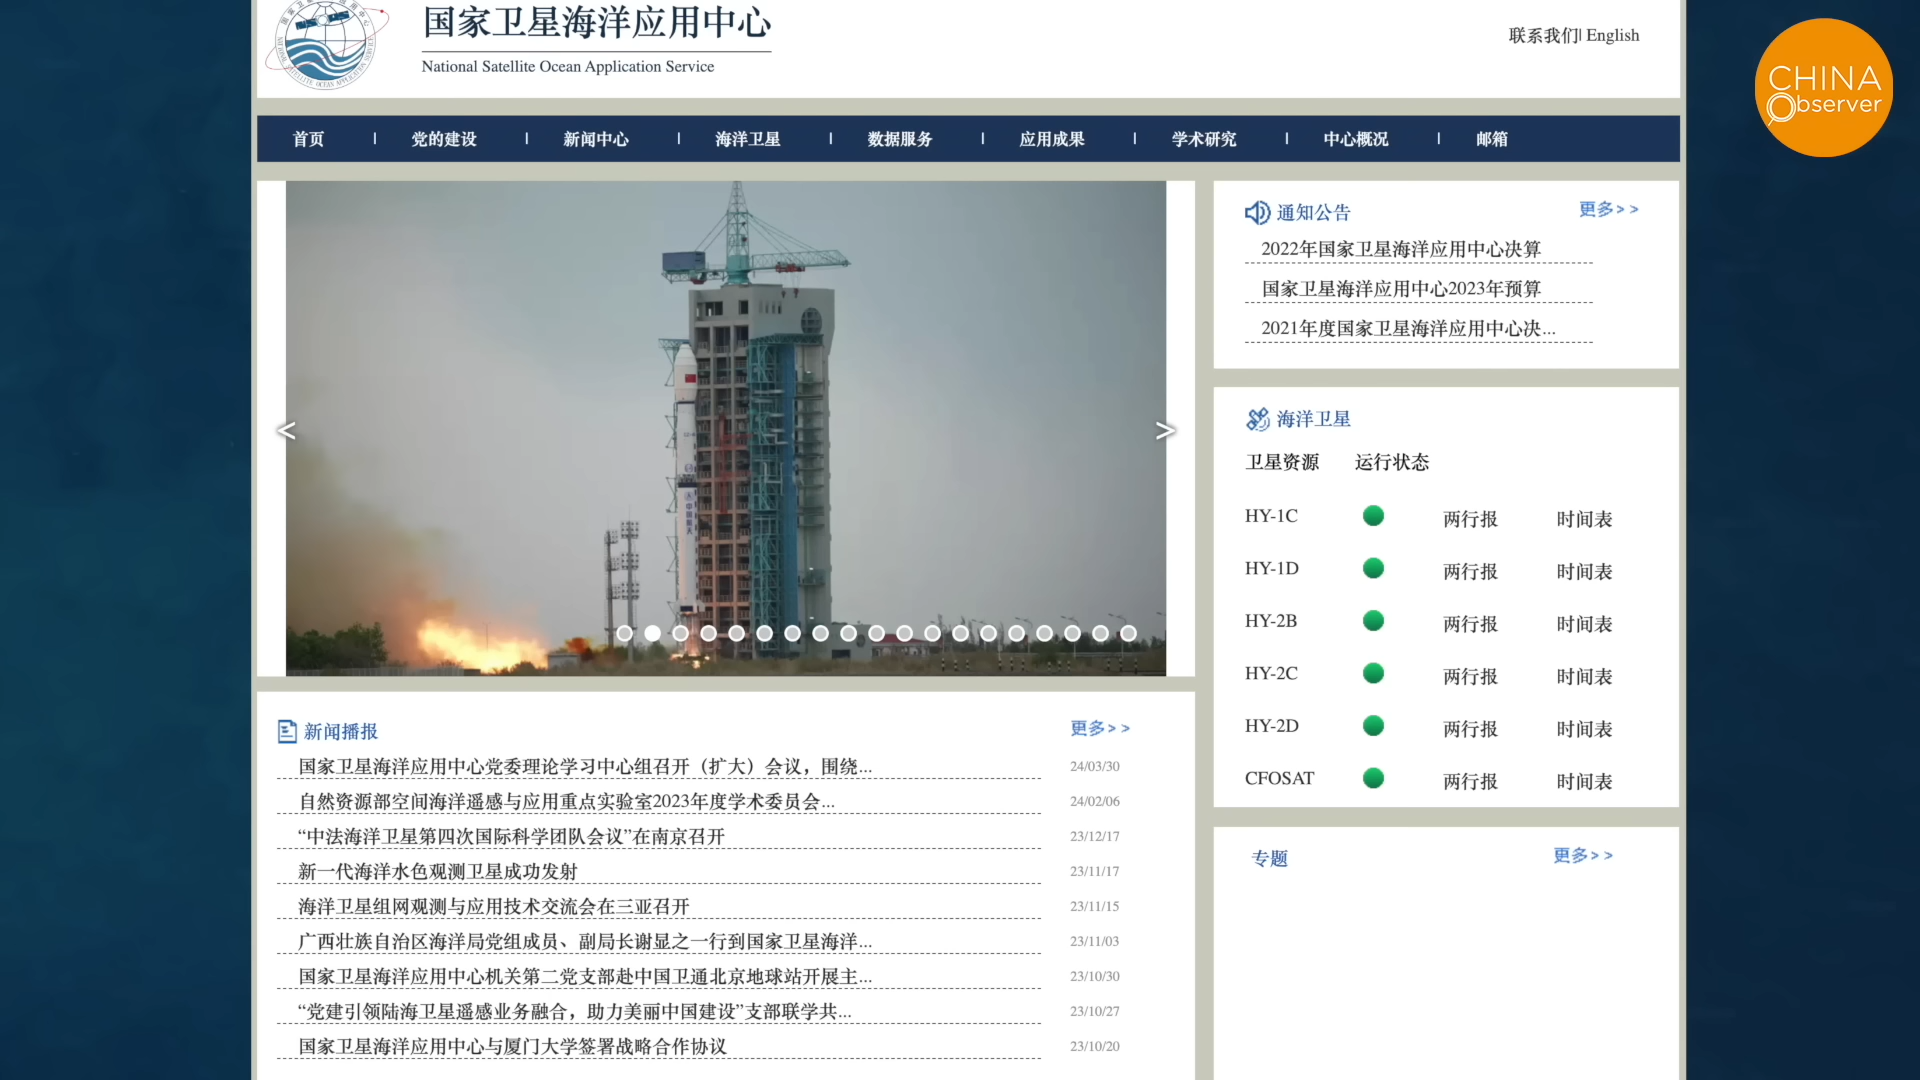 国家卫星海洋应用中心
National Satellite Ocean Application Service
联系我们| English
CHINA
Observer
首页 | 党的建设 | 新闻中心 | 海洋卫星 | 数据服务 | 应用成果 | 学术研究 | 中心概况 | 邮箱
通知公告 更多>>
2022年国家卫星海洋应用中心决算
国家卫星海洋应用中心2023年预算
2021年度国家卫星海洋应用中心决...
海洋卫星
卫星资源 运行状态
HY-1C 两行报 时间表
HY-1D 两行报 时间表
HY-2B 两行报 时间表
HY-2C 两行报 时间表
HY-2D 两行报 时间表
CFOSAT 两行报 时间表
< >
中国航天
新闻播报 更多>>
国家卫星海洋应用中心党委理论学习中心组召开（扩大）会议，围绕... 24/03/30
自然资源部空间海洋遥感与应用重点实验室2023年度学术委员会... 24/02/06
“中法海洋卫星第四次国际科学团队会议”在南京召开 23/12/17
新一代海洋水色观测卫星成功发射 23/11/17
海洋卫星组网观测与应用技术交流会在三亚召开 23/11/15
广西壮族自治区海洋局党组成员、副局长谢显之一行到国家卫星海洋... 23/11/03
国家卫星海洋应用中心机关第二党支部赴中国卫通北京地球站开展主... 23/10/30
“党建引领陆海卫星遥感业务融合，助力美丽中国建设”支部联学共... 23/10/27
国家卫星海洋应用中心与厦门大学签署战略合作协议 23/10/20
专题 更多>>